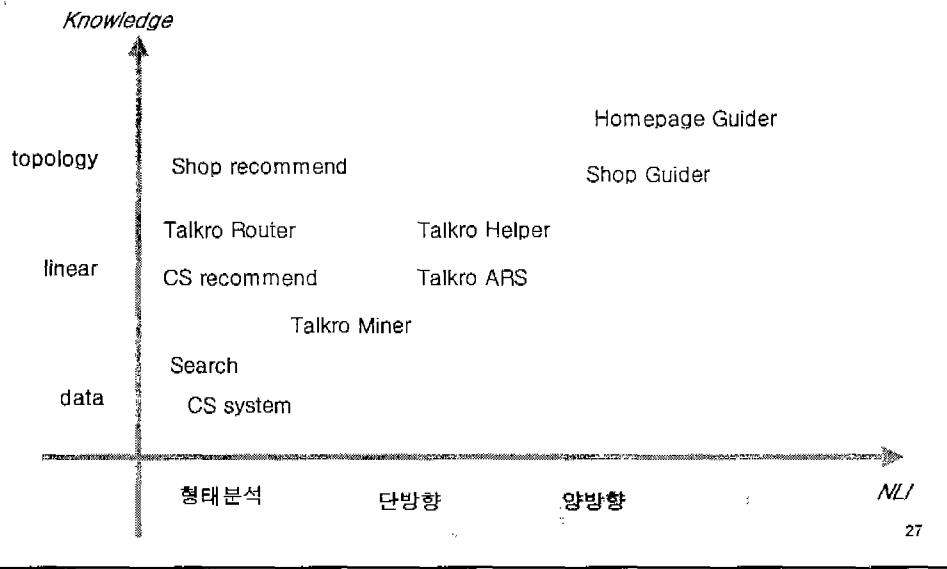 Knowledge
Homepage Guider
topology
Shop recommend
Shop Guider
Talkro Router
Talkro Helper
linear
CS recommend
Talkro ARS
Talkro Miner
Search
data
CS system
형태분석
단방향
양방향
NLI
27